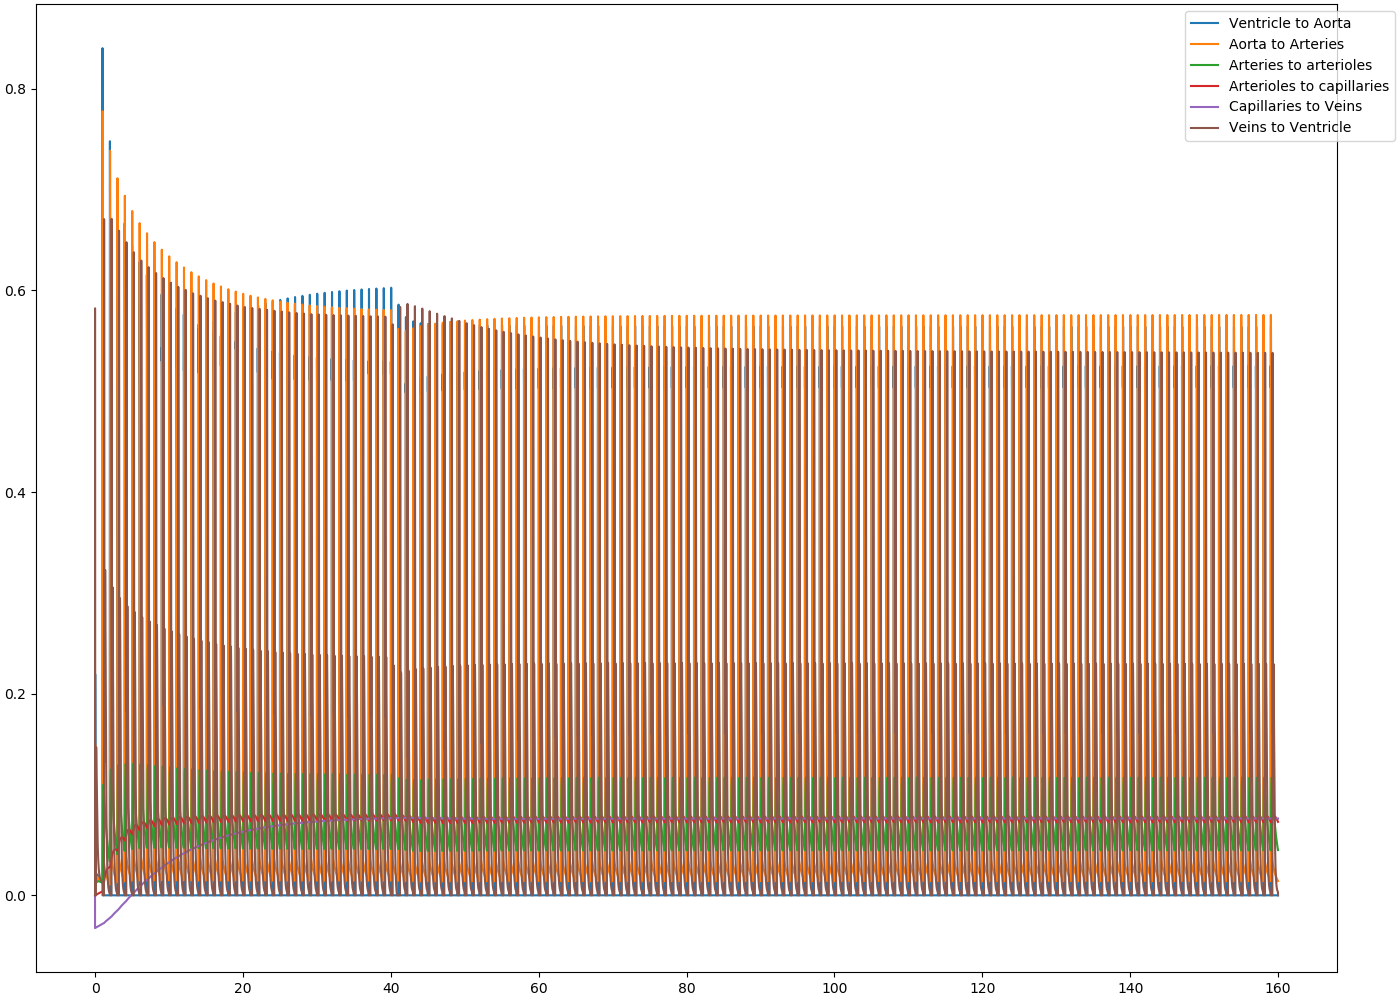 Ventricle to Aorta
Aorta to Arteries
Arteries to arterioles
Arterioles to capillaries
Capillaries to Veins
Veins to Ventricle
0.8
0.6
0.4
0.2
0.0
0 20 40 60 80 100 120 140 160